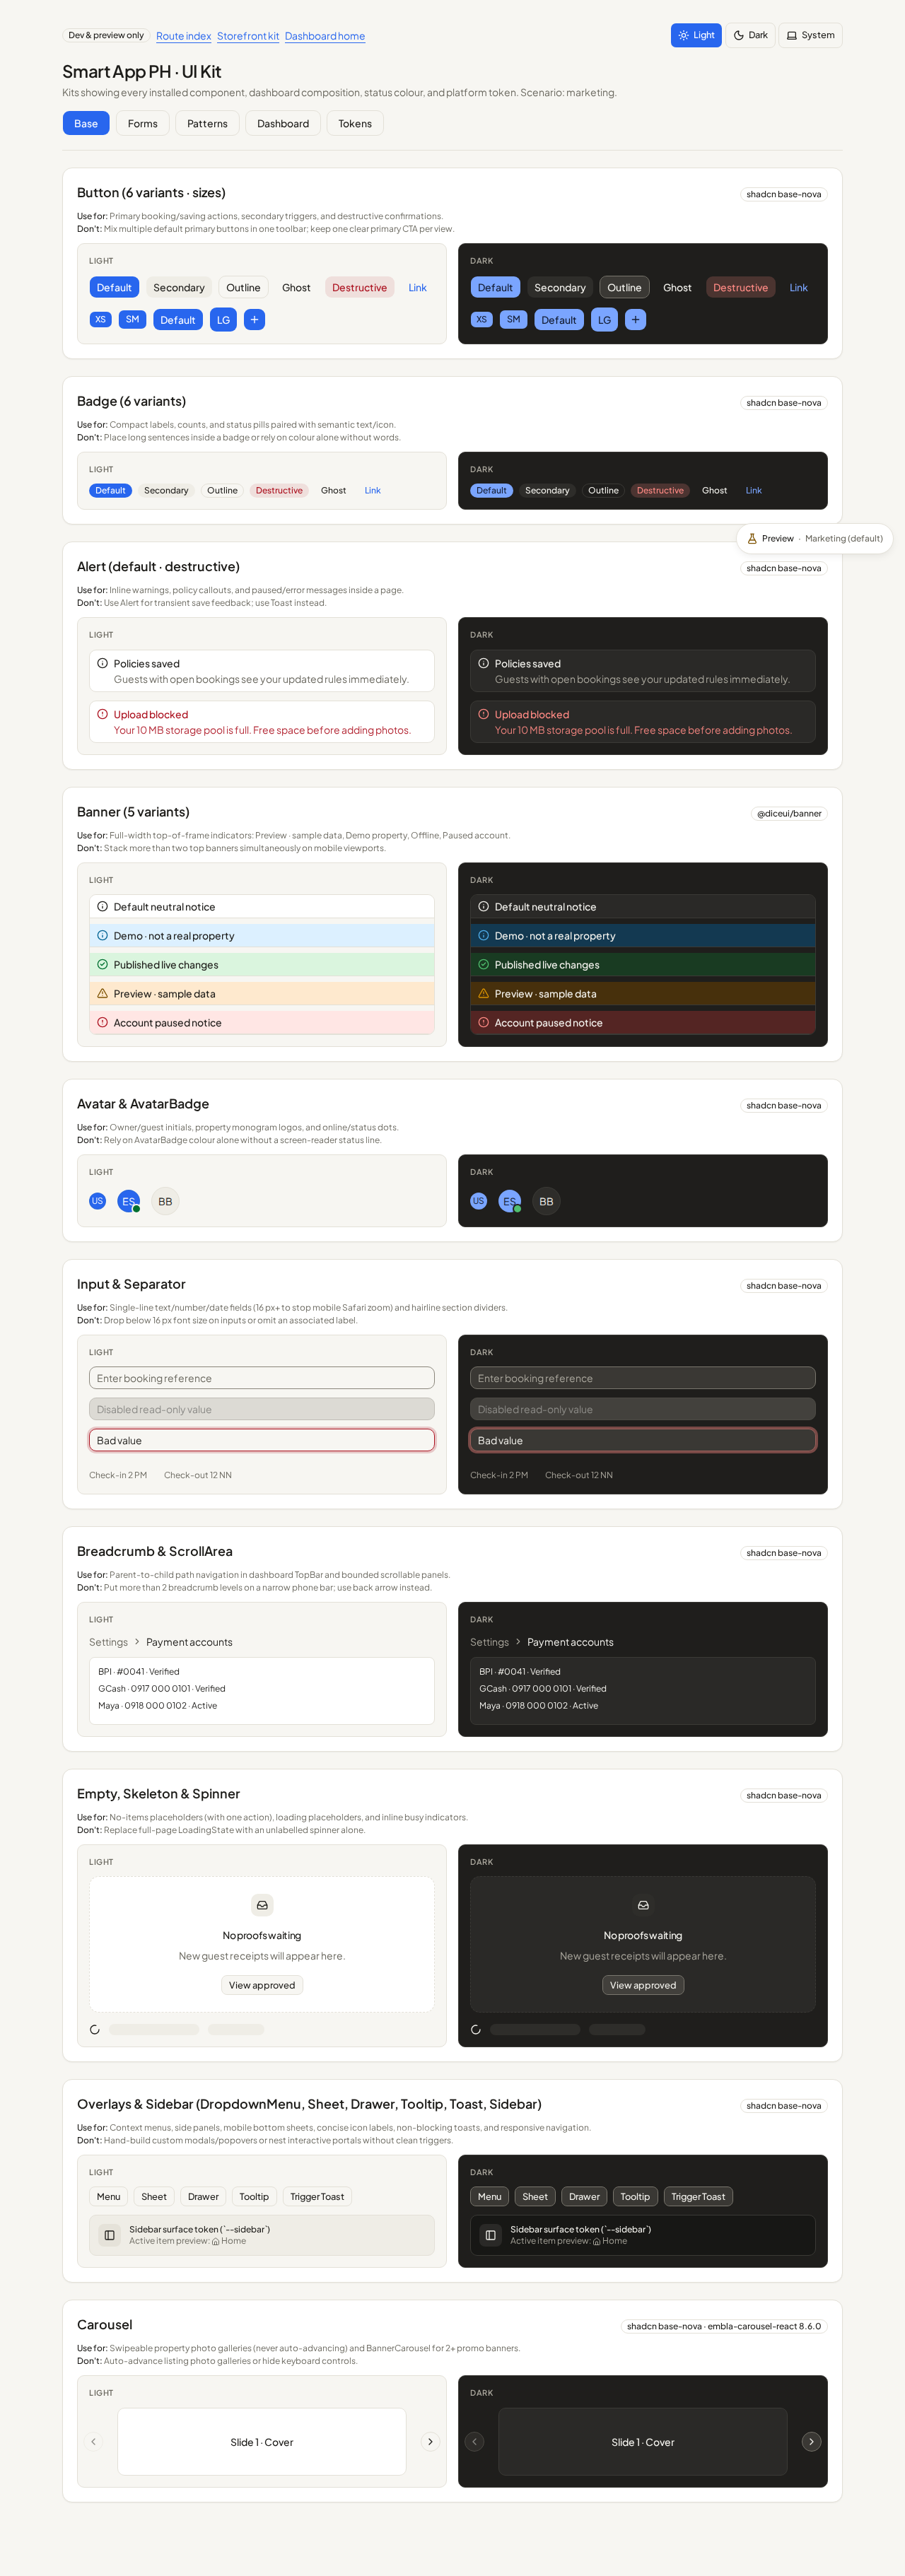 Dev & preview only Route index Storefront kit Dashboard home Light Dark System
Smart App PH · UI Kit
Kits showing every installed component, dashboard composition, status colour, and platform token. Scenario: marketing.
Base Forms Patterns Dashboard Tokens
Button (6 variants · sizes)
shadcn base-nova
Use for: Primary booking/saving actions, secondary triggers, and destructive confirmations.
Don't: Mix multiple default primary buttons in one toolbar; keep one clear primary CTA per view.
LIGHT
Default Secondary Outline Ghost Destructive Link
XS SM Default LG +
DARK
Default Secondary Outline Ghost Destructive Link
XS SM Default LG +
Badge (6 variants)
shadcn base-nova
Use for: Compact labels, counts, and status pills paired with semantic text/icon.
Don't: Place long sentences inside a badge or rely on colour alone without words.
LIGHT
Default Secondary Outline Destructive Ghost Link
DARK
Default Secondary Outline Destructive Ghost Link
Preview · Marketing (default)
Alert (default · destructive)
shadcn base-nova
Use for: Inline warnings, policy callouts, and paused/error messages inside a page.
Don't: Use Alert for transient save feedback; use Toast instead.
LIGHT
Policies saved
Guests with open bookings see your updated rules immediately.
Upload blocked
Your 10 MB storage pool is full. Free space before adding photos.
DARK
Policies saved
Guests with open bookings see your updated rules immediately.
Upload blocked
Your 10 MB storage pool is full. Free space before adding photos.
Banner (5 variants)
@diceui/banner
Use for: Full-width top-of-frame indicators: Preview · sample data, Demo property, Offline, Paused account.
Don't: Stack more than two top banners simultaneously on mobile viewports.
LIGHT
Default neutral notice
Demo · not a real property
Published live changes
Preview · sample data
Account paused notice
DARK
Default neutral notice
Demo · not a real property
Published live changes
Preview · sample data
Account paused notice
Avatar & AvatarBadge
shadcn base-nova
Use for: Owner/guest initials, property monogram logos, and online/status dots.
Don't: Rely on AvatarBadge colour alone without a screen-reader status line.
LIGHT
US ES BB
DARK
US ES BB
Input & Separator
shadcn base-nova
Use for: Single-line text/number/date fields (16 px+ to stop mobile Safari zoom) and hairline section dividers.
Don't: Drop below 16 px font size on inputs or omit an associated label.
LIGHT
Enter booking reference
Disabled read-only value
Bad value
Check-in 2 PM Check-out 12 NN
DARK
Enter booking reference
Disabled read-only value
Bad value
Check-in 2 PM Check-out 12 NN
Breadcrumb & ScrollArea
shadcn base-nova
Use for: Parent-to-child path navigation in dashboard TopBar and bounded scrollable panels.
Don't: Put more than 2 breadcrumb levels on a narrow phone bar; use back arrow instead.
LIGHT
Settings > Payment accounts
BPI · #0041 · Verified
GCash · 0917 000 0101 · Verified
Maya · 0918 000 0102 · Active
DARK
Settings > Payment accounts
BPI · #0041 · Verified
GCash · 0917 000 0101 · Verified
Maya · 0918 000 0102 · Active
Empty, Skeleton & Spinner
shadcn base-nova
Use for: No-items placeholders (with one action), loading placeholders, and inline busy indicators.
Don't: Replace full-page LoadingState with an unlabelled spinner alone.
LIGHT
No proofs waiting
New guest receipts will appear here.
View approved
DARK
No proofs waiting
New guest receipts will appear here.
View approved
Overlays & Sidebar (DropdownMenu, Sheet, Drawer, Tooltip, Toast, Sidebar)
shadcn base-nova
Use for: Context menus, side panels, mobile bottom sheets, concise icon labels, non-blocking toasts, and responsive navigation.
Don't: Hand-build custom modals/popovers or nest interactive portals without clean triggers.
LIGHT
Menu Sheet Drawer Tooltip Trigger Toast
Sidebar surface token (`--sidebar`)
Active item preview: Home
DARK
Menu Sheet Drawer Tooltip Trigger Toast
Sidebar surface token (`--sidebar`)
Active item preview: Home
Carousel
shadcn base-nova · embla-carousel-react 8.6.0
Use for: Swipeable property photo galleries (never auto-advancing) and BannerCarousel for 2+ promo banners.
Don't: Auto-advance listing photo galleries or hide keyboard controls.
LIGHT
Slide 1 · Cover
DARK
Slide 1 · Cover